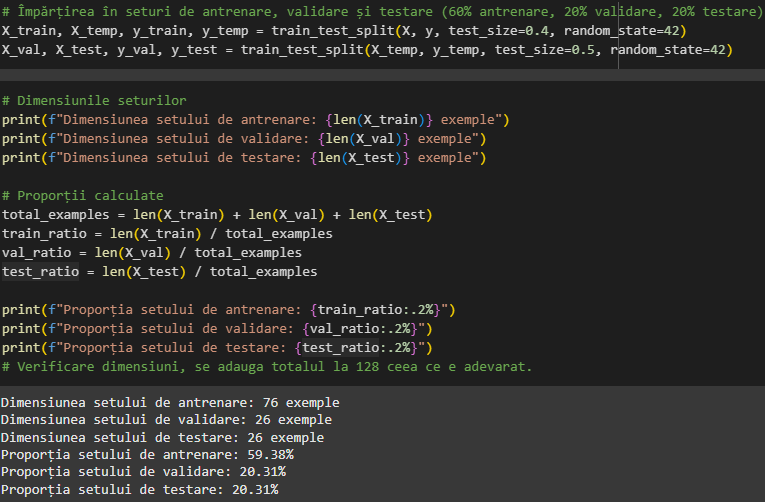 # Împărțirea în seturi de antrenare, validare și testare (60% antrenare, 20% validare, 20% testare)
X_train, X_temp, y_train, y_temp = train_test_split(X, y, test_size=0.4, random_state=42)
X_val, X_test, y_val, y_test = train_test_split(X_temp, y_temp, test_size=0.5, random_state=42)
# Dimensiunile seturilor
print(f"Dimensiunea setului de antrenare: {len(X_train)} exemple")
print(f"Dimensiunea setului de validare: {len(X_val)} exemple")
print(f"Dimensiunea setului de testare: {len(X_test)} exemple")
# Proporții calculate
total_examples = len(X_train) + len(X_val) + len(X_test)
train_ratio = len(X_train) / total_examples
val_ratio = len(X_val) / total_examples
test_ratio = len(X_test) / total_examples
print(f"Proporția setului de antrenare: {train_ratio:.2%}")
print(f"Proporția setului de validare: {val_ratio:.2%}")
print(f"Proporția setului de testare: {test_ratio:.2%}")
# Verificare dimensiuni, se adauga totalul la 128 ceea ce e adevarat.
Dimensiunea setului de antrenare: 76 exemple
Dimensiunea setului de validare: 26 exemple
Dimensiunea setului de testare: 26 exemple
Proporția setului de antrenare: 59.38%
Proporția setului de validare: 20.31%
Proporția setului de testare: 20.31%